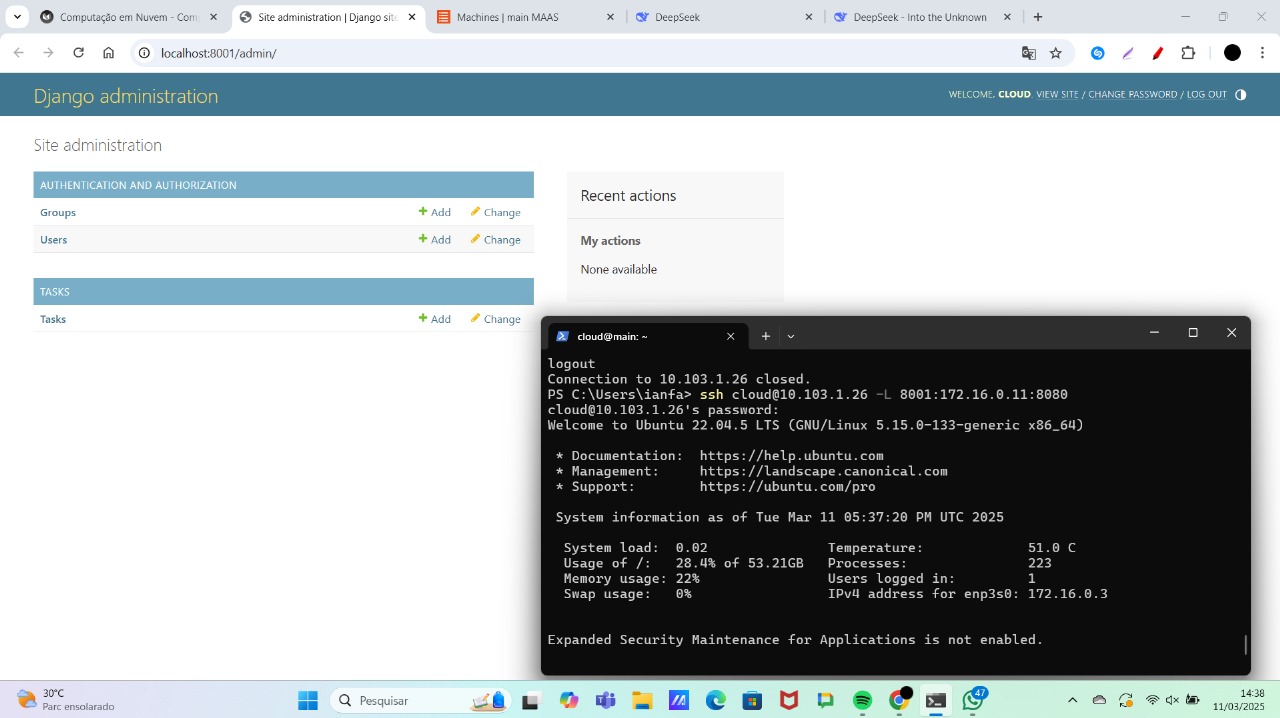 Computação em Nuvem | Comp
Site administration | Django site
Machines | main MAAS
DeepSeek
DeepSeek - Into the Unknown
localhost:8001/admin/
Django administration
WELCOME, CLOUD. VIEW SITE / CHANGE PASSWORD / LOG OUT
Site administration
AUTHENTICATION AND AUTHORIZATION
Groups Add Change
Users Add Change
TASKS
Tasks Add Change
Recent actions
My actions
None available
cloud@main: ~
logout
Connection to 10.103.1.26 closed.
PS C:\Users\ianfa> ssh cloud@10.103.1.26 -L 8001:172.16.0.11:8080
cloud@10.103.1.26's password:
Welcome to Ubuntu 22.04.5 LTS (GNU/Linux 5.15.0-133-generic x86_64)
* Documentation: https://help.ubuntu.com
* Management: https://landscape.canonical.com
* Support: https://ubuntu.com/pro
System information as of Tue Mar 11 05:37:20 PM UTC 2025
System load: 0.02 Temperature: 51.0 C
Usage of /: 28.4% of 53.21GB Processes: 223
Memory usage: 22% Users logged in: 1
Swap usage: 0% IPv4 address for enp3s0: 172.16.0.3
Expanded Security Maintenance for Applications is not enabled.
30°C
Parc ensolarado
Pesquisar
47
14:38
11/03/2025